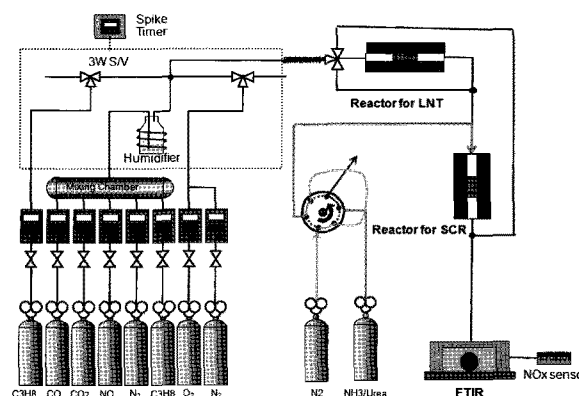 Spike
Timer
3W S/V
Reactor for LNT
Humidifier
Mixing Chamber
Reactor for SCR
C3H8 CO CO2 NO N2 C3H8 O2 N2
N2 NH3/Urea
FTIR
NOx senso